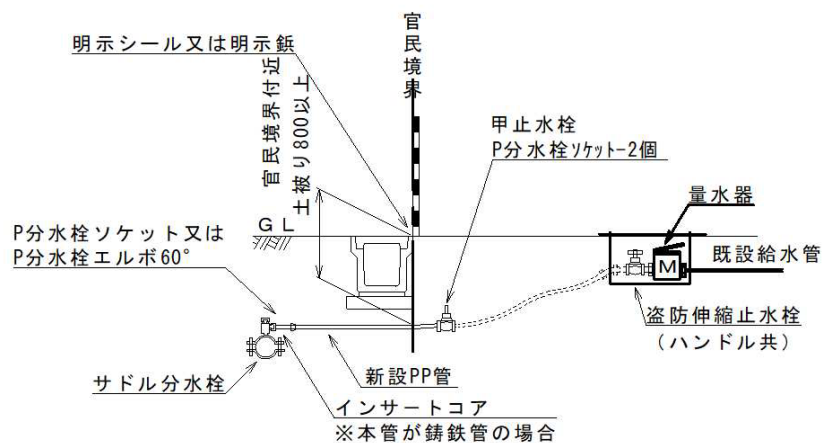 官民境界
明示シール又は明示鋲
官民境界付近
土被り800以上
甲止水栓
P分水栓ソケット-2個
量水器
GL
P分水栓ソケット又は
P分水栓エルボ60°
M
既設給水管
盗防伸縮止水栓
（ハンドル共）
サドル分水栓
新設PP管
インサートコア
※本管が鋳鉄管の場合